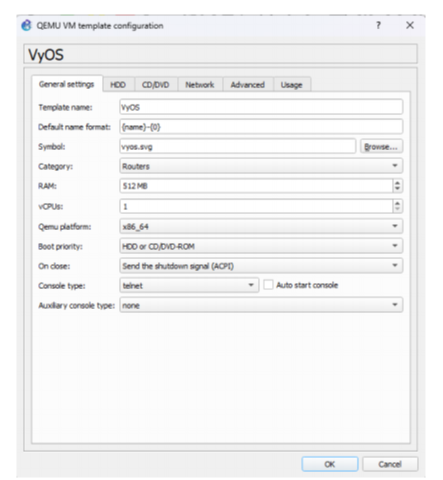 QEMU VM template configuration ? X
VyOS
General settings HDD CD/DVD Network Advanced Usage
Template name: VyOS
Default name format: {name}-{0}
Symbol: vyos.svg Browse...
Category: Routers
RAM: 512 MB
vCPUs: 1
Qemu platform: x86_64
Boot priority: HDD or CD/DVD-ROM
On close: Send the shutdown signal (ACPI)
Console type: telnet Auto start console
Auxiliary console type: none
OK Cancel